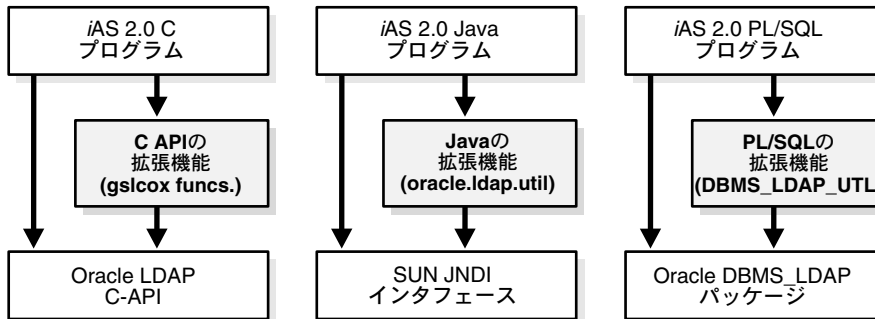 iAS 2.0 C
プログラム
iAS 2.0 Java
プログラム
iAS 2.0 PL/SQL
プログラム
C APIの
拡張機能
(gslcox funcs.)
Javaの
拡張機能
(oracle.ldap.util)
PL/SQLの
拡張機能
(DBMS_LDAP_UTL
Oracle LDAP
C-API
SUN JNDI
インタフェース
Oracle DBMS_LDAP
パッケージ